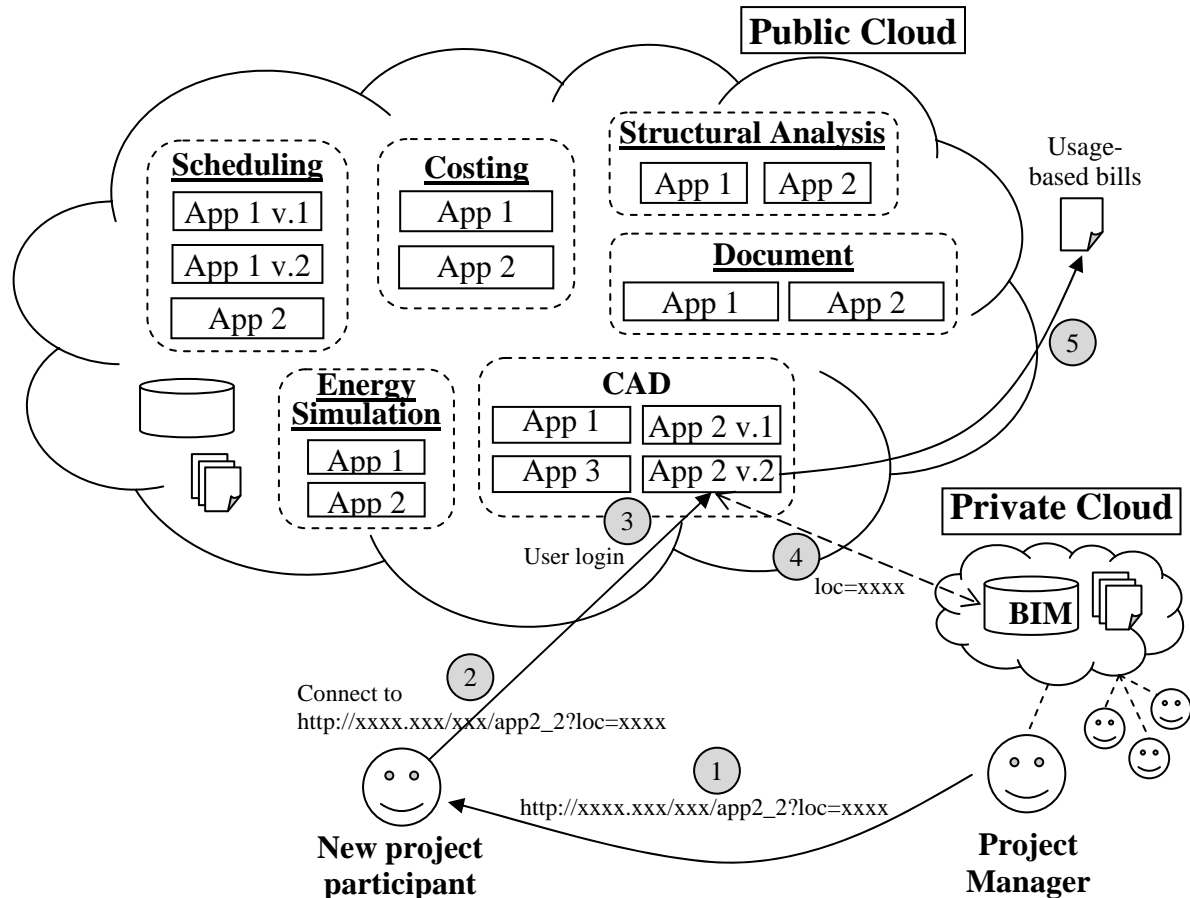 Public Cloud
Structural Analysis
App 1
App 2
Usage-
based bills
Scheduling
App 1 v.1
App 1 v.2
App 2
Costing
App 1
App 2
Document
App 1
App 2
5
Energy
Simulation
App 1
App 2
CAD
App 1
App 2 v.1
App 3
App 2 v.2
3
User login
4
loc=xxxx
Private Cloud
BIM
2
Connect to
http://xxxx.xxx/xxx/app2_2?loc=xxxx
1
http://xxxx.xxx/xxx/app2_2?loc=xxxx
New project
participant
Project
Manager